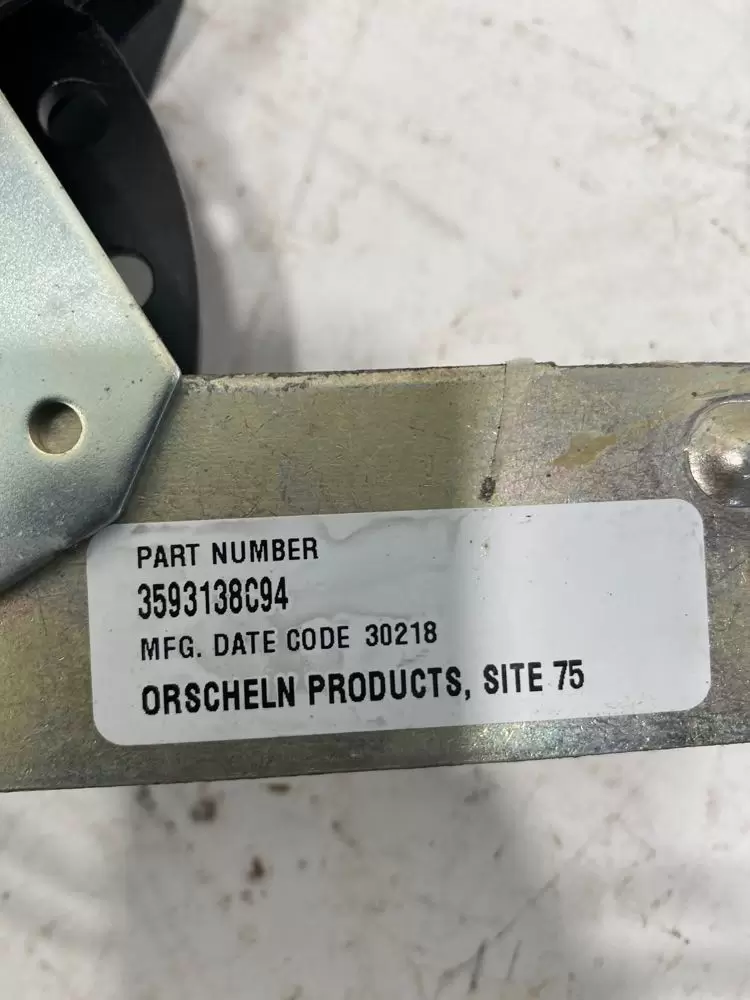 PART NUMBER
3593138C94
MFG. DATE CODE 30218
ORSCHELN PRODUCTS, SITE 75